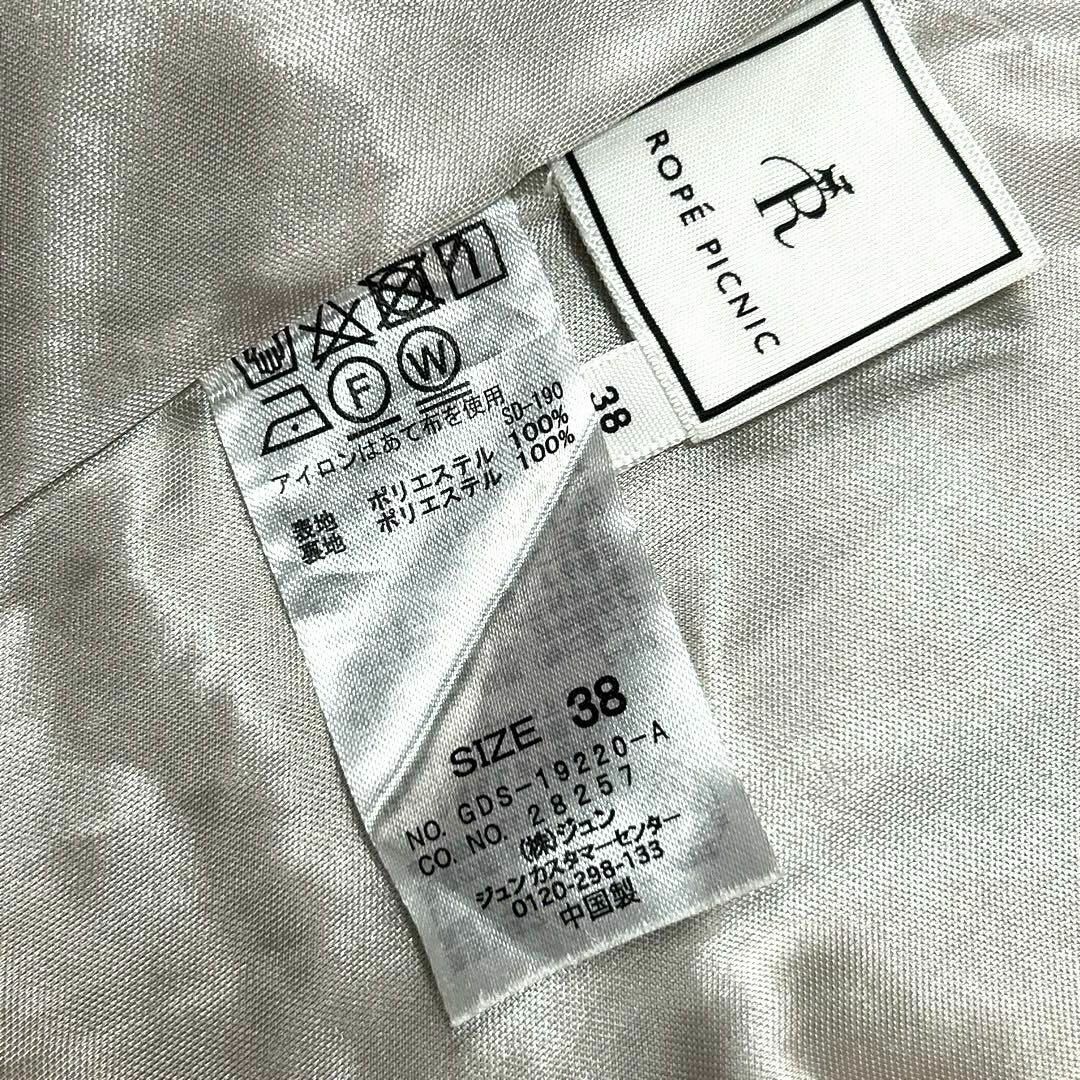 R
ROPÉ PICNIC
38
F W
アイロンはあて布を使用
SD-190
表地 ポリエステル 100%
裏地 ポリエステル 100%
SIZE 38
NO. GDS-19220-A
CO. NO. 28257
(株)ジュン
ジュン カスタマーセンター
0120-298-133
中国製